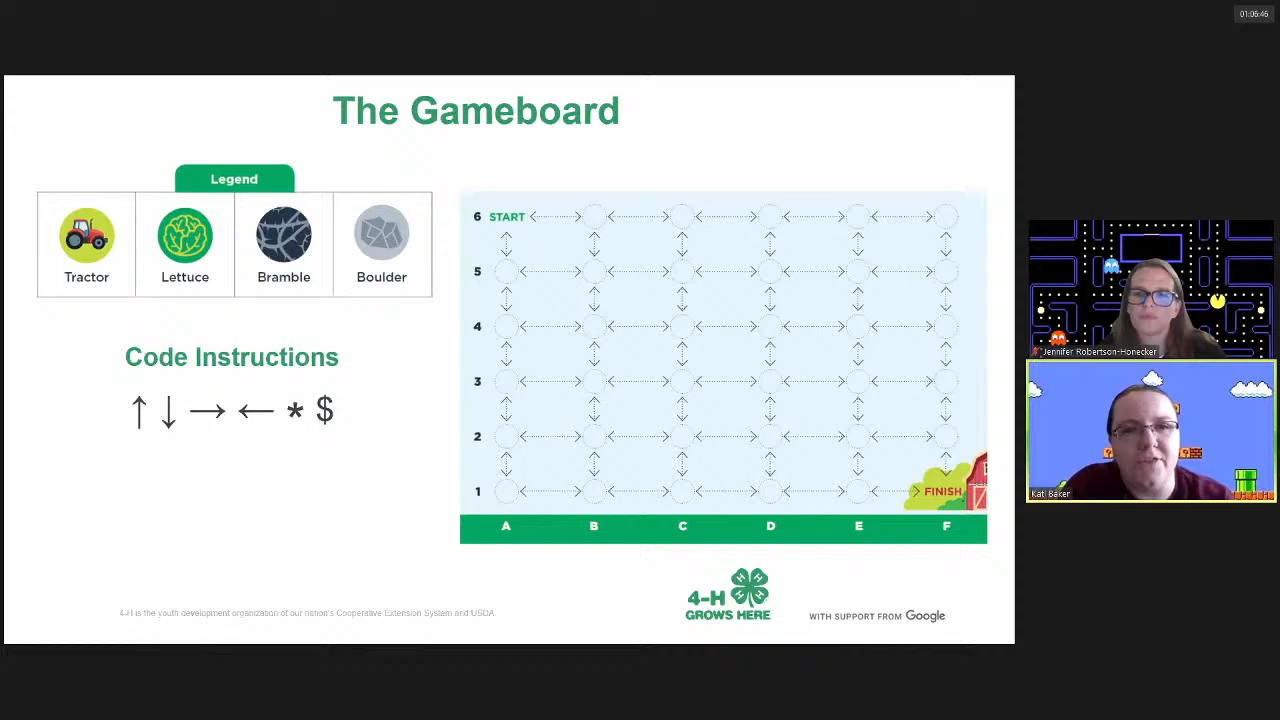 01:06:46
The Gameboard
Legend
Tractor Lettuce Bramble Boulder
Code Instructions
↑ ↓ → ← * $
6 START
5
4
3
2
1 FINISH
A B C D E F
4-H
GROWS HERE
WITH SUPPORT FROM Google
4-H is the youth development organization of our nation's Cooperative Extension System and USDA.
Jennifer Robertson-Honecker
Kati Baker